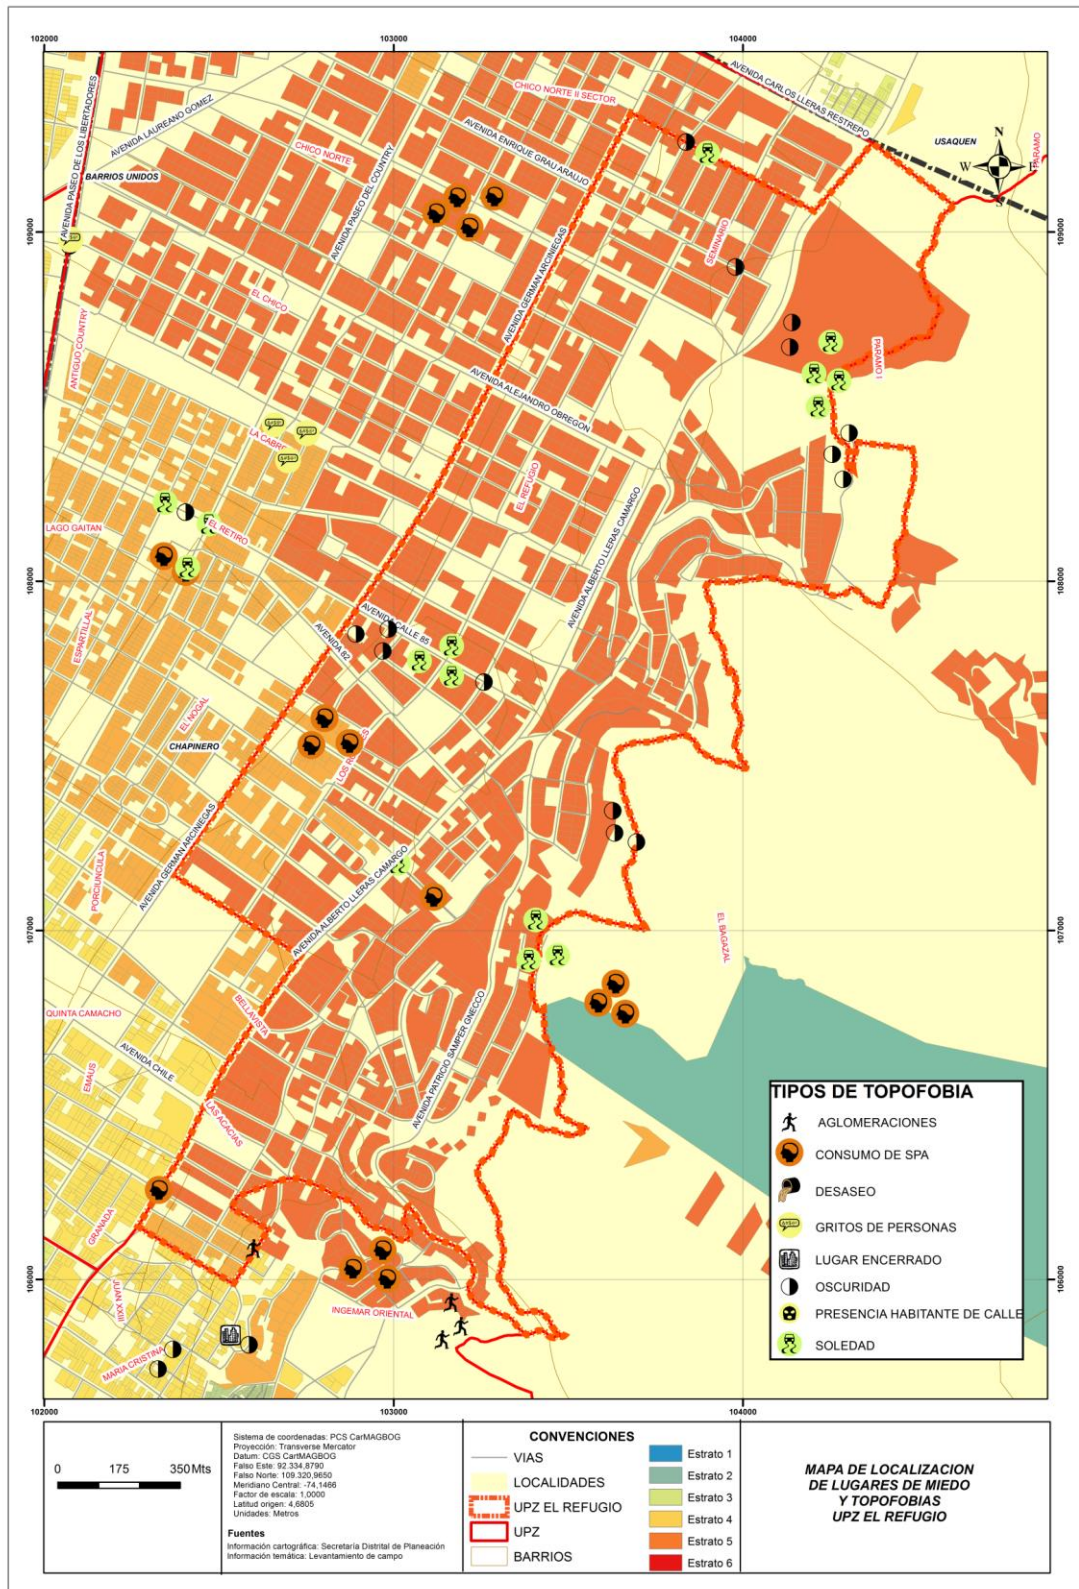 102000
103000
104000
109000
108000
107000
106000
109000
108000
107000
106000
AVENIDA PASEO DE LOS LIBERTADORES
AVENIDA LAUREANO GOMEZ
BARRIOS UNIDOS
CHICO NORTE
CHICO NORTE II SECTOR
AVENIDA ENRIQUE GRAU ARAUJO
AVENIDA PASEO DEL COUNTRY
AVENIDA CARLOS LLERAS RESTREPO
USAQUEN
N
W
E
S
PARAMO
SEMINARIO
AVENIDA GERMAN ARCINIEGAS
EL CHICO
ANTIGUO COUNTRY
AVENIDA ALEJANDRO OBREGON
PARAMO I
LA CABRE
EL REFUGIO
LAGO GAITAN
EL RETIRO
AVENIDA ALBERTO LLERAS CAMARGO
AVENIDA CALLE 85
AVENIDA 82
ESPARTILLAL
EL NOGAL
CHAPINERO
LOS RO
ES
AVENIDA GERMAN ARCINIEGAS
PORCIUNCULA
AVENIDA ALBERTO LLERAS CAMARGO
EL BAGAZAL
QUINTA CAMACHO
BELLAVISTA
AVENIDA CHILE
EMAUS
LAS ACACIAS
AVENIDA PATRICIO SAMPER GNECCO
GRANADA
JUAN XXIII
INGEMAR ORIENTAL
MARIA CRISTINA
TIPOS DE TOPOFOBIA
AGLOMERACIONES
CONSUMO DE SPA
DESASEO
GRITOS DE PERSONAS
LUGAR ENCERRADO
OSCURIDAD
PRESENCIA HABITANTE DE CALLE
SOLEDAD
102000
103000
104000
0 175 350 Mts
Sistema de coordenadas: PCS CarMAGBOG
Proyección: Transverse Mercator
Datum: CGS CartMAGBOG
Falso Este: 92.334,8790
Falso Norte: 109.320,9650
Meridiano Central: -74,1466
Factor de escala: 1,0000
Latitud origen: 4,6805
Unidades: Metros
Fuentes
Información cartográfica: Secretaría Distrital de Planeación
Información temática: Levantamiento de campo
CONVENCIONES
VIAS
LOCALIDADES
UPZ EL REFUGIO
UPZ
BARRIOS
Estrato 1
Estrato 2
Estrato 3
Estrato 4
Estrato 5
Estrato 6
MAPA DE LOCALIZACION
DE LUGARES DE MIEDO
Y TOPOFOBIAS
UPZ EL REFUGIO